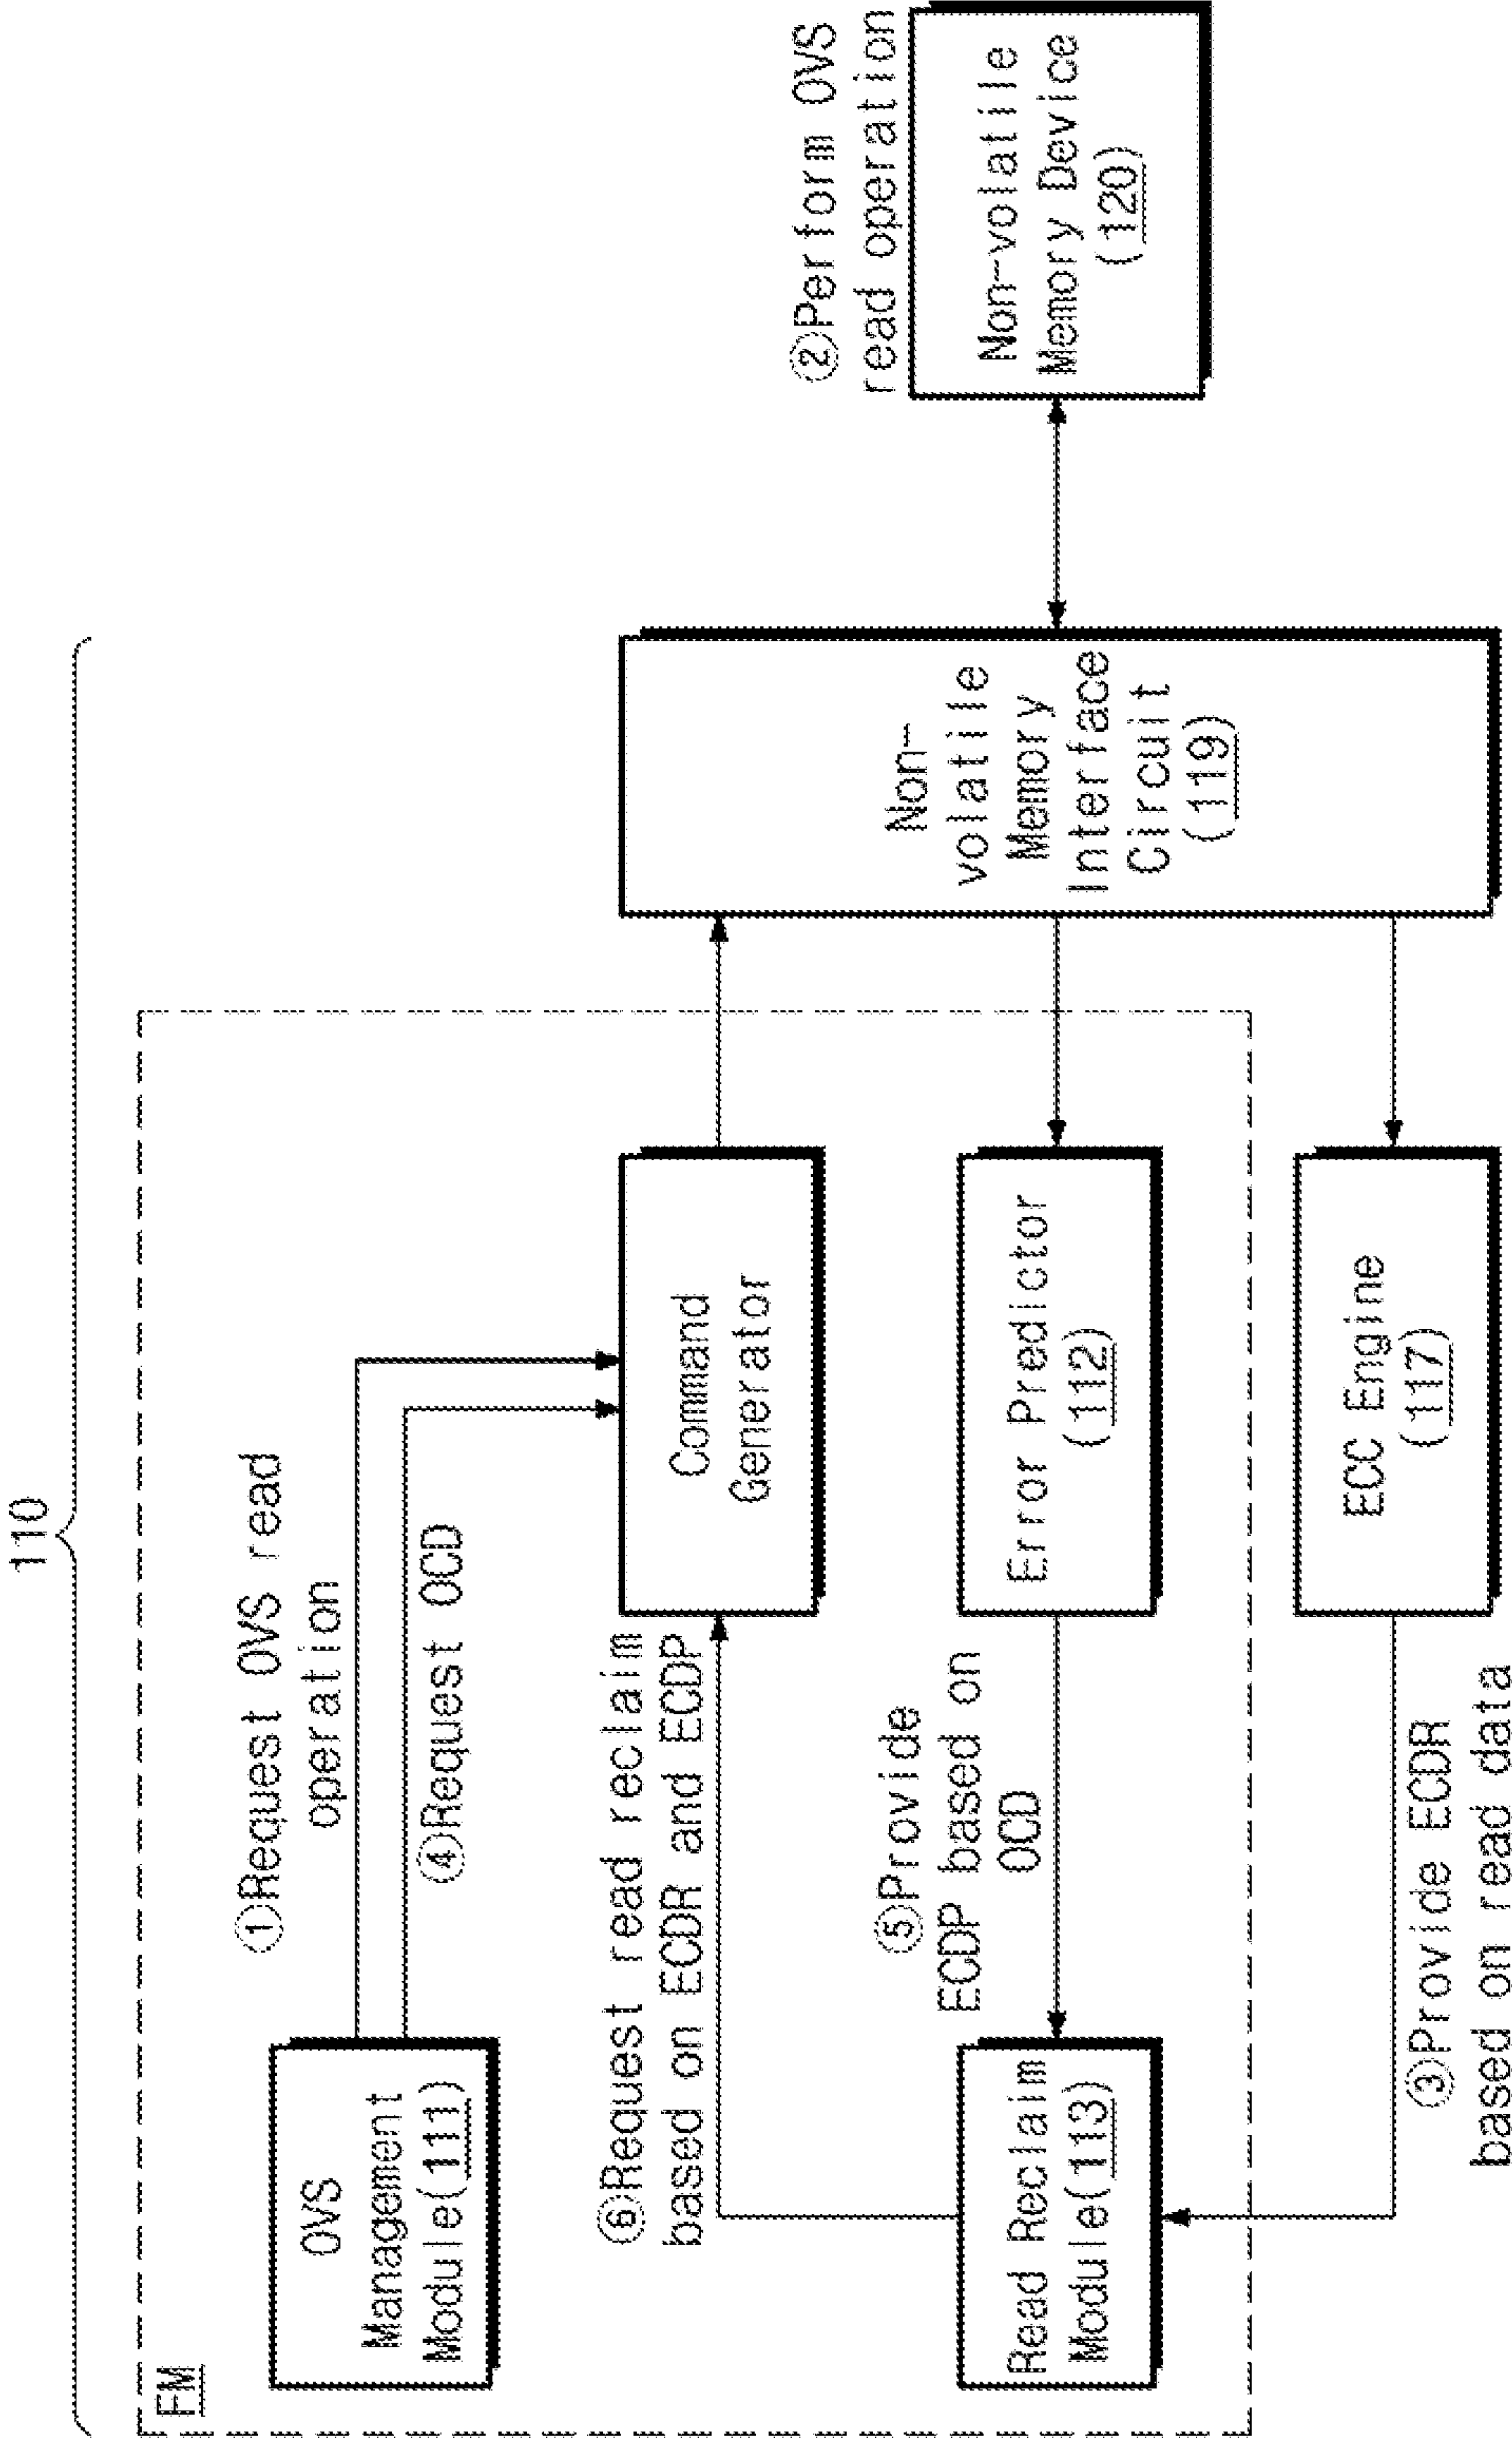 110
FM
OVS
Management
Module(111)
①Request OVS read
operation
④Request OCD
Command
Generator
⑥Request read reclaim
based on ECDR and ECDP
Read Reclaim
Module(113)
⑤Provide
ECDP based on
OCD
Error Predictor
(112)
③Provide ECDR
based on read data
ECC Engine
(117)
Non-
volatile
Memory
Interface
Circuit
(119)
②Perform OVS
read operation
Non-volatile
Memory Device
(120)